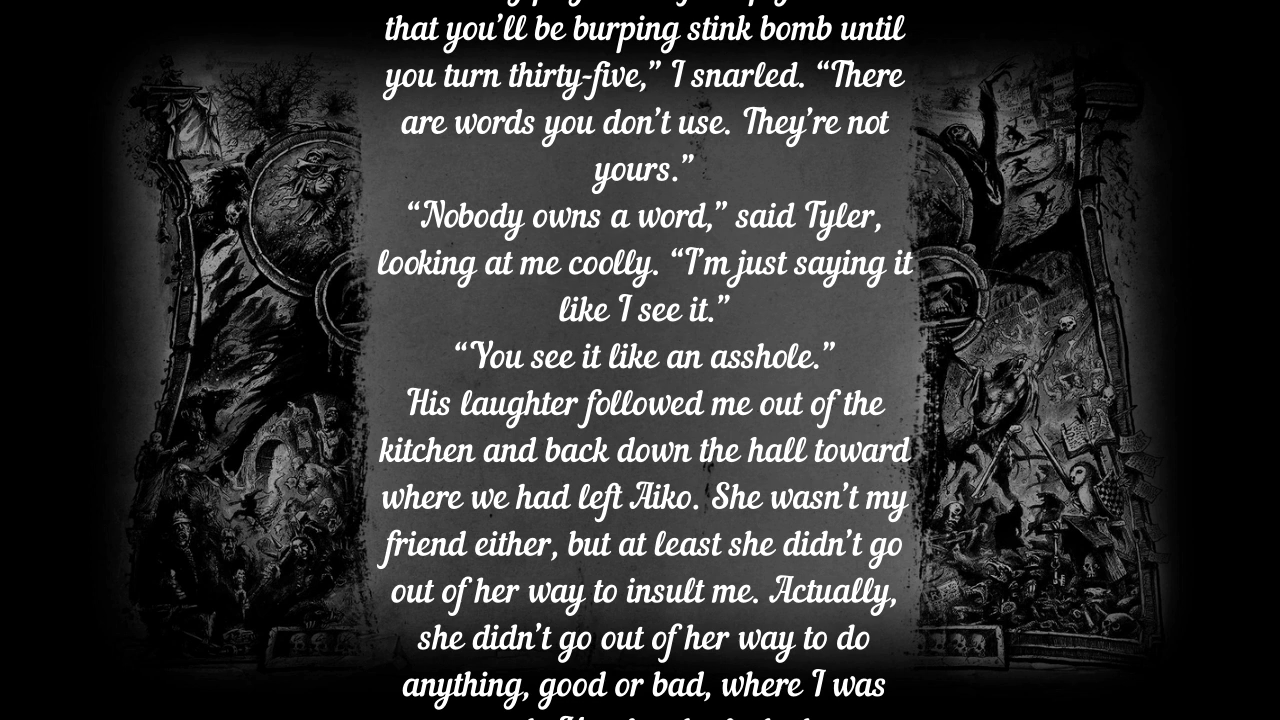 that you’ll be burping stink bomb until
you turn thirty-five,” I snarled. “There
are words you don’t use. They’re not
yours.”
“Nobody owns a word,” said Tyler,
looking at me coolly. “I’m just saying it
like I see it.”
“You see it like an asshole.”
His laughter followed me out of the
kitchen and back down the hall toward
where we had left Aiko. She wasn’t my
friend either, but at least she didn’t go
out of her way to insult me. Actually,
she didn’t go out of her way to do
anything, good or bad, where I was